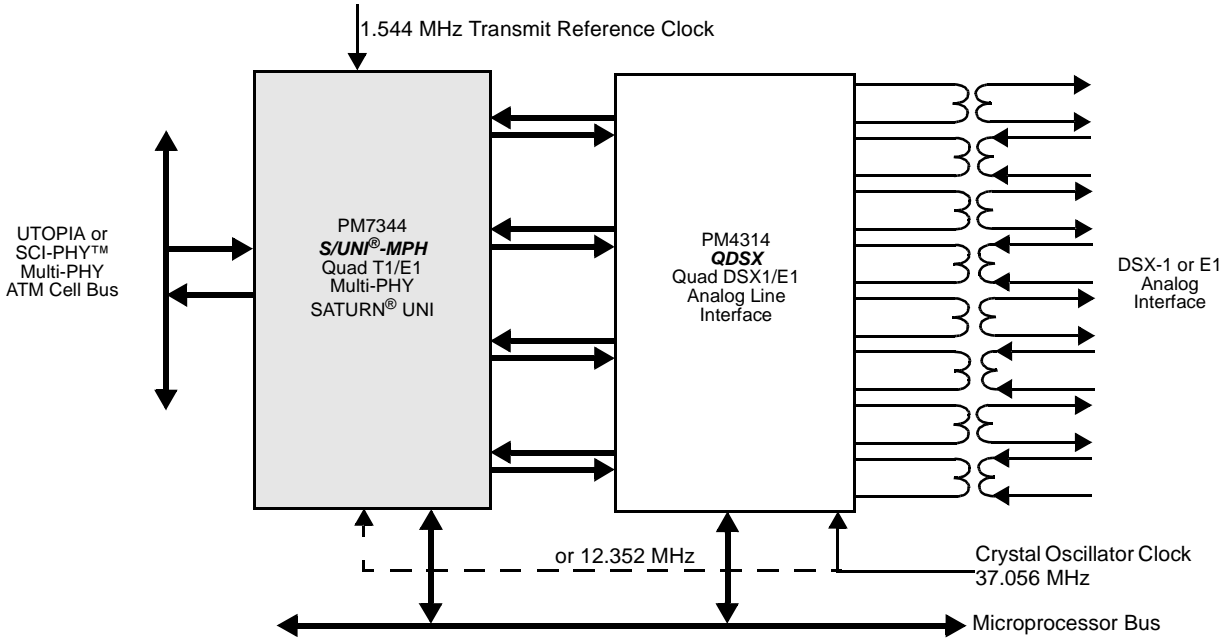 1.544 MHz Transmit Reference Clock
UTOPIA or
SCI-PHY™
Multi-PHY
ATM Cell Bus
PM7344
S/UNI®-MPH
Quad T1/E1
Multi-PHY
SATURN® UNI
PM4314
QDSX
Quad DSX1/E1
Analog Line
Interface
DSX-1 or E1
Analog
Interface
or 12.352 MHz
Crystal Oscillator Clock
37.056 MHz
Microprocessor Bus